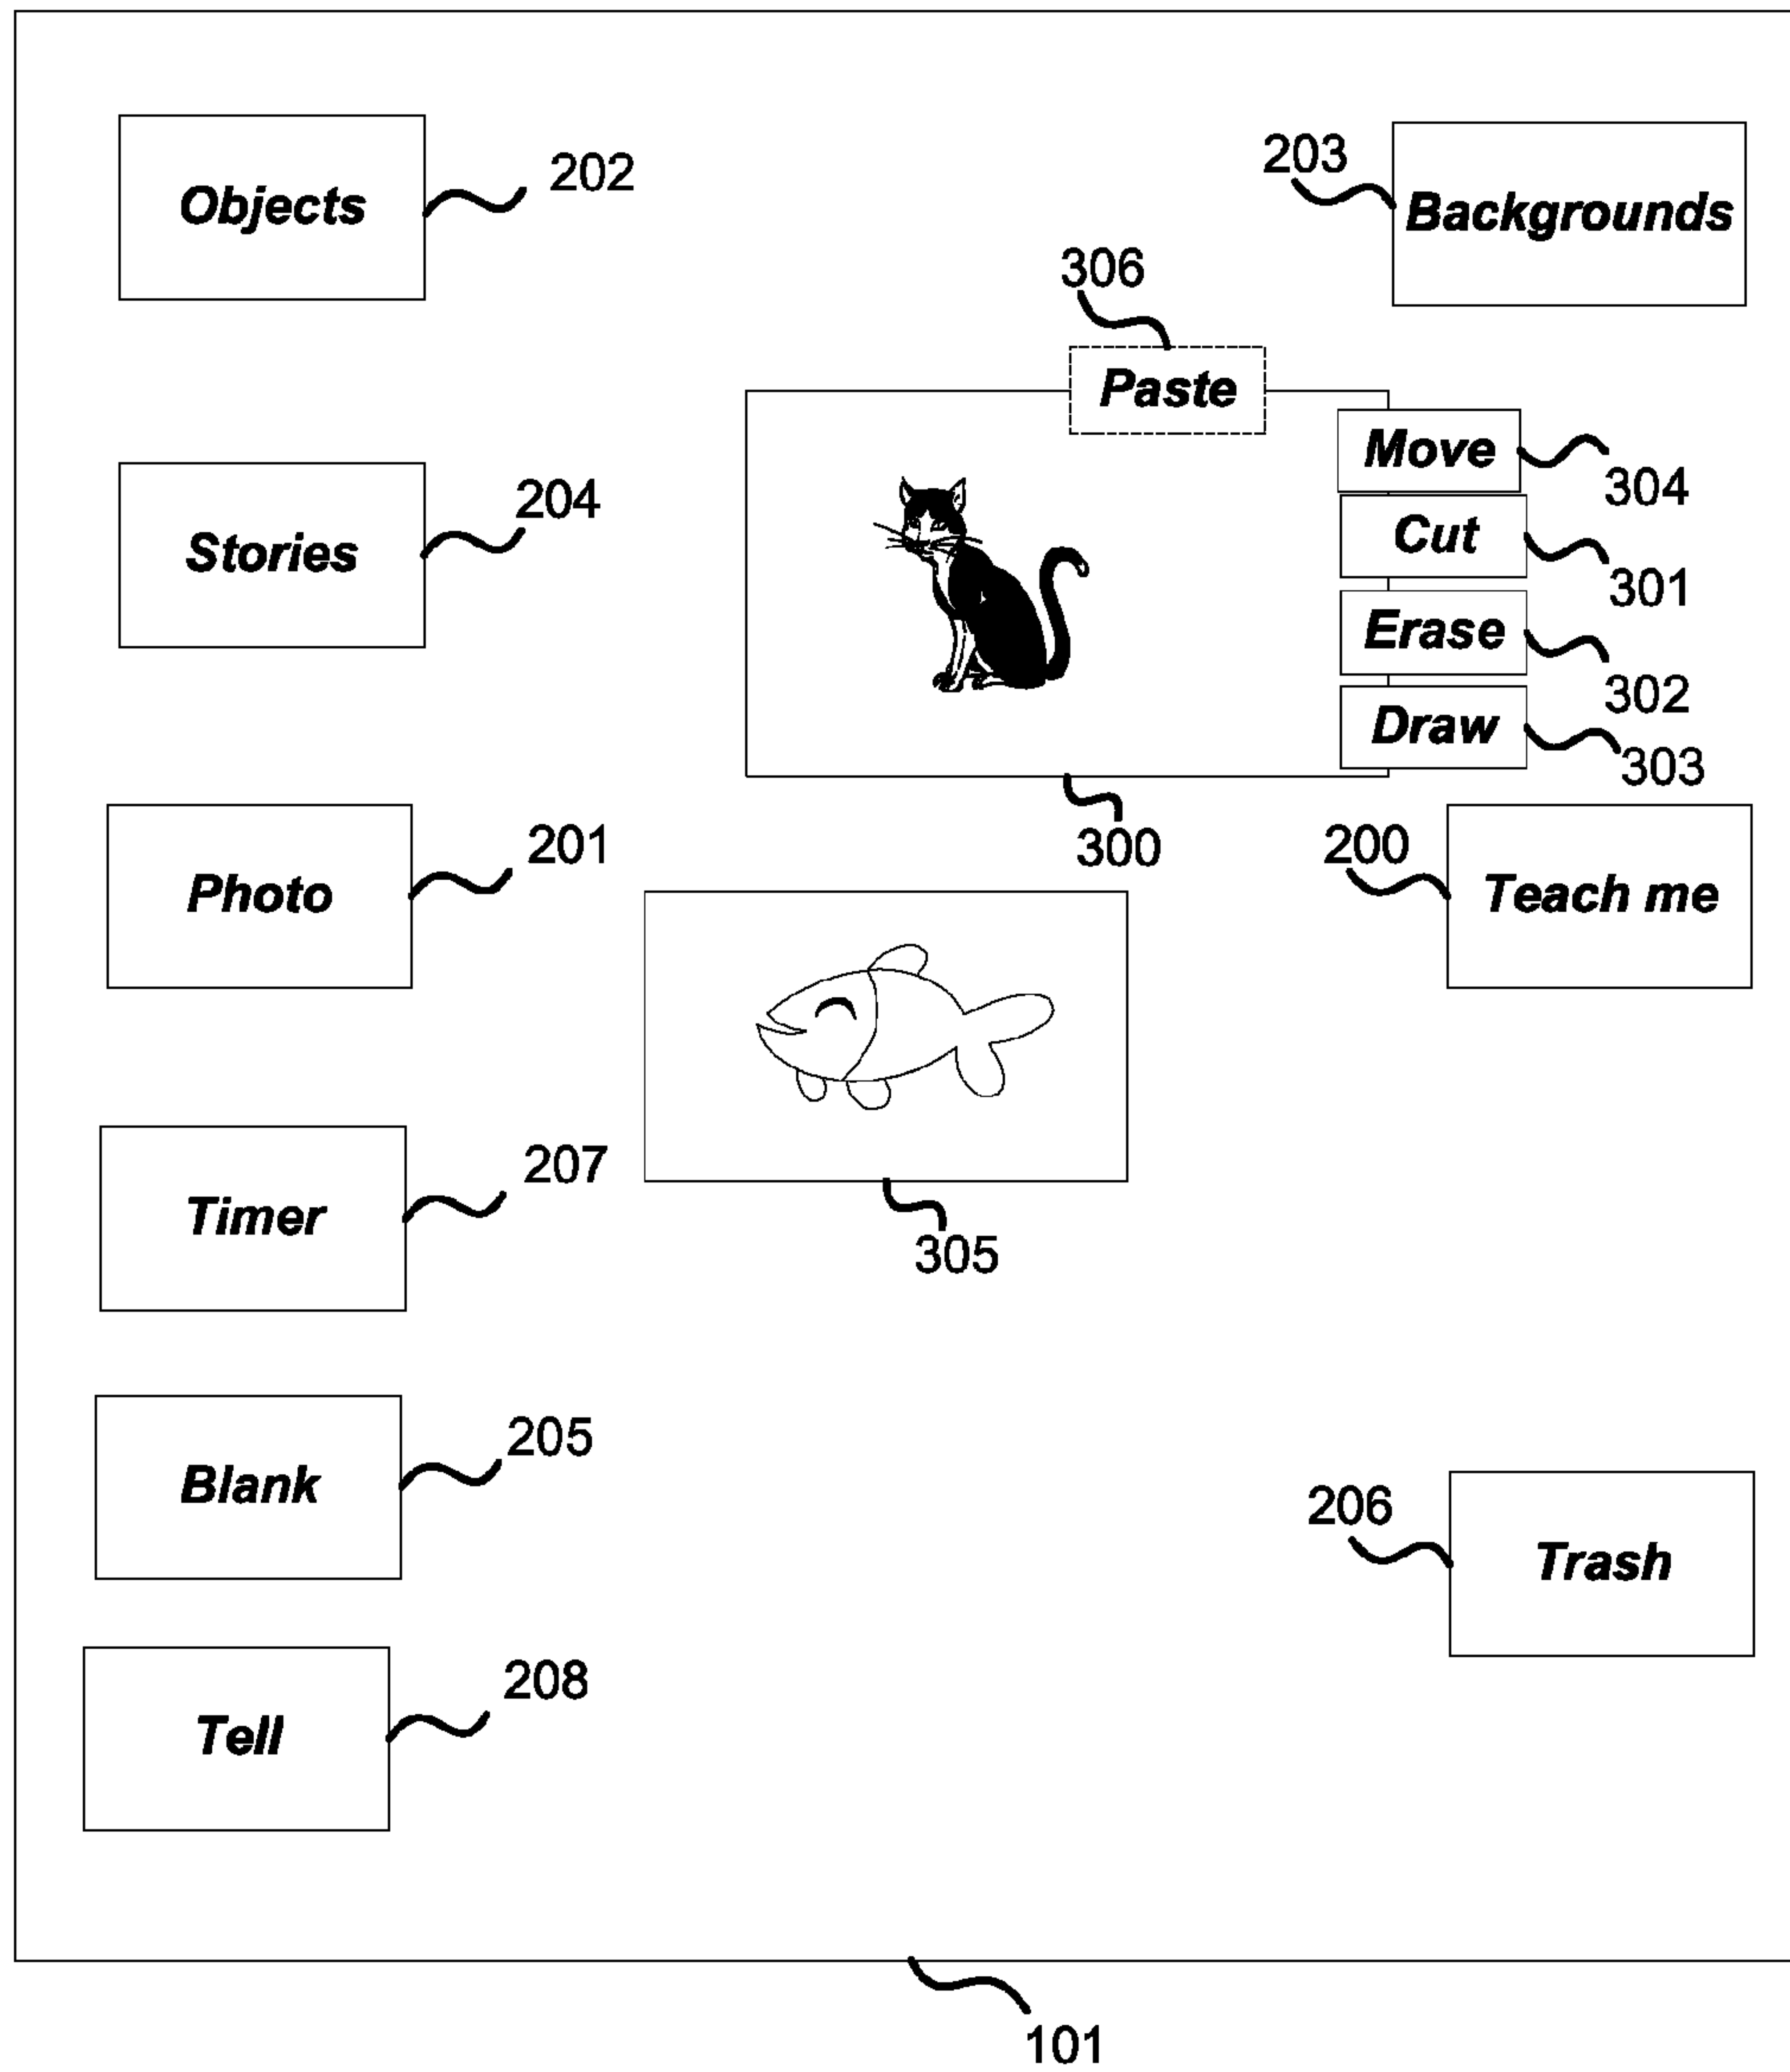 Objects
202
203
Backgrounds
306
Paste
Move
304
Cut
301
Erase
302
Draw
303
300
Stories
204
Photo
201
200
Teach me
305
Timer
207
Blank
205
206
Trash
Tell
208
101